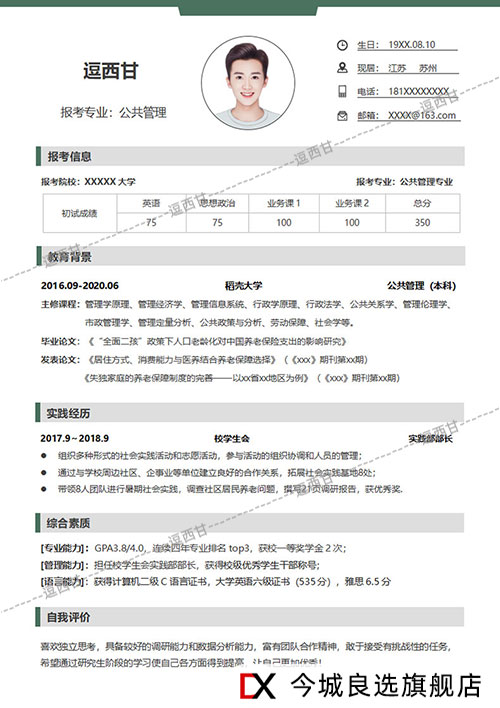 逗西甘
报考专业：公共管理
生日：19XX.08.10
现居：江苏 苏州
电话：181XXXXXXXX
邮箱：XXXX@163.com
报考信息
报考院校：XXXXX 大学 报考专业：公共管理专业
初试成绩 英语 思想政治 业务课 1 业务课 2 总分
75 75 100 100 350
教育背景
2016.09-2020.06 稻壳大学 公共管理（本科）
主修课程：管理学原理、管理经济学、管理信息系统、行政学原理、行政法学、公共关系学、管理伦理学、
市政管理学、管理定量分析、公共政策与分析、劳动保障、社会学等。
毕业论文：《“全面二孩”政策下人口老龄化对中国养老保险支出的影响研究》
发表论文：《居住方式、消费能力与医养结合养老保障选择》（《xxx》期刊第xx期）
《失独家庭的养老保障制度的完善——以xx省xx地区为例》（《xxx》期刊第xx期）
实践经历
2017.9～2018.9 校学生会 实践部部长
● 组织多种形式的社会实践活动和志愿活动，参与活动的组织协调和人员的管理；
● 通过与学校周边社区、企事业等单位建立良好的合作关系，拓展社会实践基地8处；
● 带领8人团队进行暑期社会实践，调查社区居民养老问题，撰写21页调研报告，获优秀奖。
综合素质
[专业能力]：GPA3.8/4.0，连续四年专业排名 top3，获校一等奖学金 2 次；
[管理能力]：担任校学生会实践部部长，获得校级优秀学生干部称号；
[语言能力]：获得计算机二级 C 语言证书，大学英语六级证书（535分），雅思 6.5 分
自我评价
喜欢独立思考，具备较好的调研能力和数据分析能力，富有团队合作精神，敢于接受有挑战性的任务，
希望通过研究生阶段的学习使自己各方面得到提高，让自己更加优秀！
DX 今城良选旗舰店
逗西甘
逗西甘
逗西甘
逗西甘
逗西甘
逗西甘